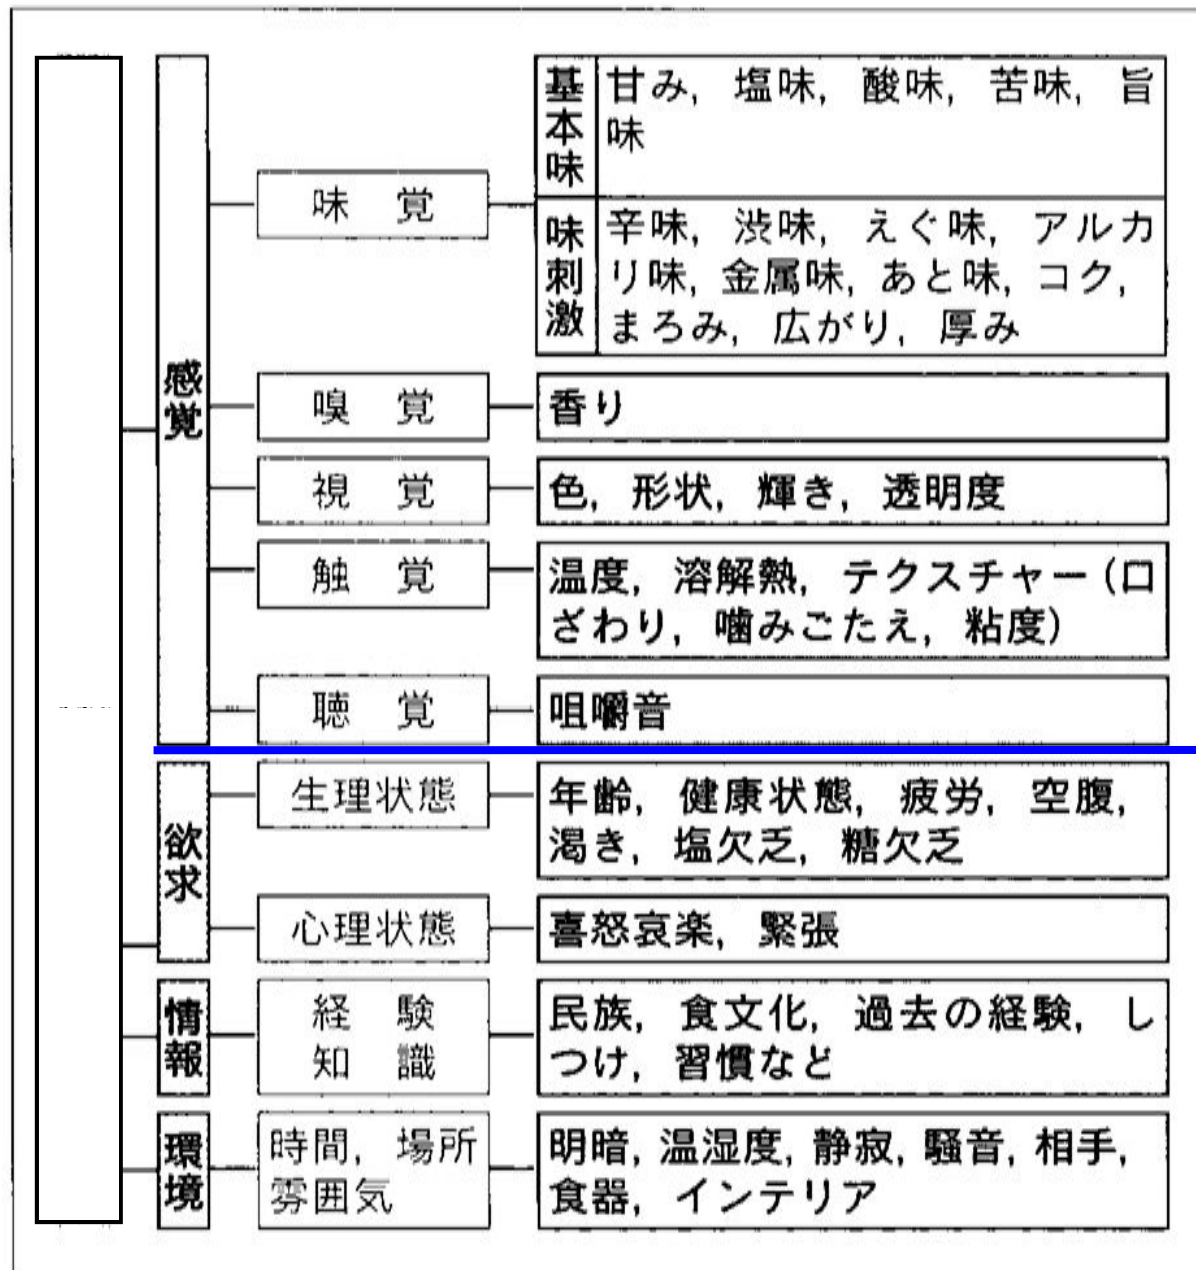 感覚
味 覚
基本味
甘み, 塩味, 酸味, 苦味, 旨
味
味刺激
辛味, 渋味, えぐ味, アルカ
リ味, 金属味, あと味, コク,
まろみ, 広がり, 厚み
嗅 覚
香り
視 覚
色, 形状, 輝き, 透明度
触 覚
温度, 溶解熱, テクスチャー(口
ざわり, 噛みごたえ, 粘度)
聴 覚
咀嚼音
欲求
生理状態
年齢, 健康状態, 疲労, 空腹,
渇き, 塩欠乏, 糖欠乏
心理状態
喜怒哀楽, 緊張
情報
経 験
知 識
民族, 食文化, 過去の経験, し
つけ, 習慣など
環境
時間, 場所
雰囲気
明暗, 温湿度, 静寂, 騒音, 相手,
食器, インテリア